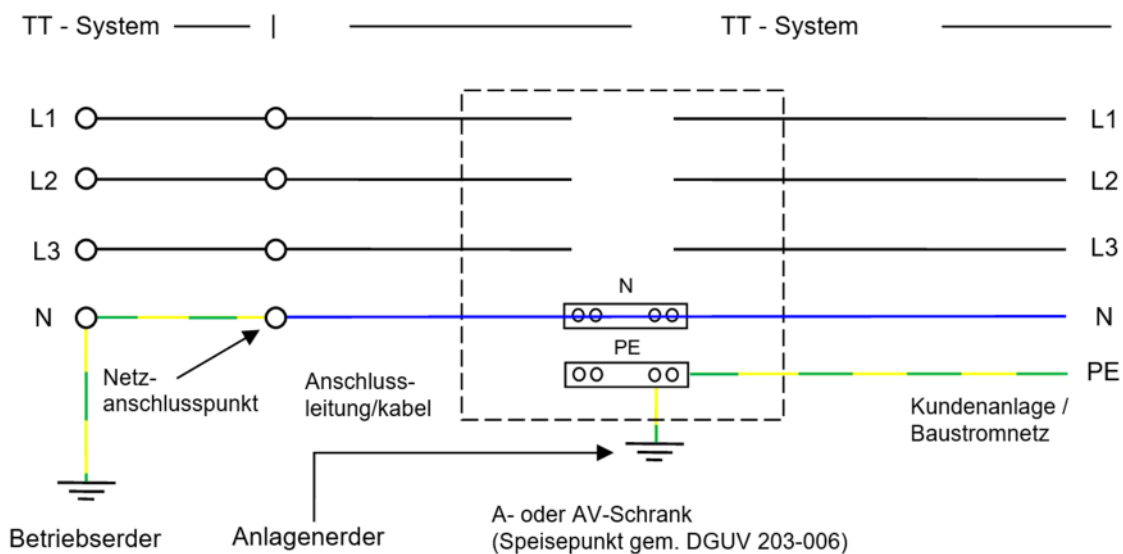 TT - System
TT - System
L1
L1
L2
L2
L3
L3
N
N
N
PE
PE
Netz-
anschlusspunkt
Anschluss-
leitung/kabel
Kundenanlage /
Baustromnetz
Betriebserder
Anlagenerder
A- oder AV-Schrank
(Speisepunkt gem. DGUV 203-006)